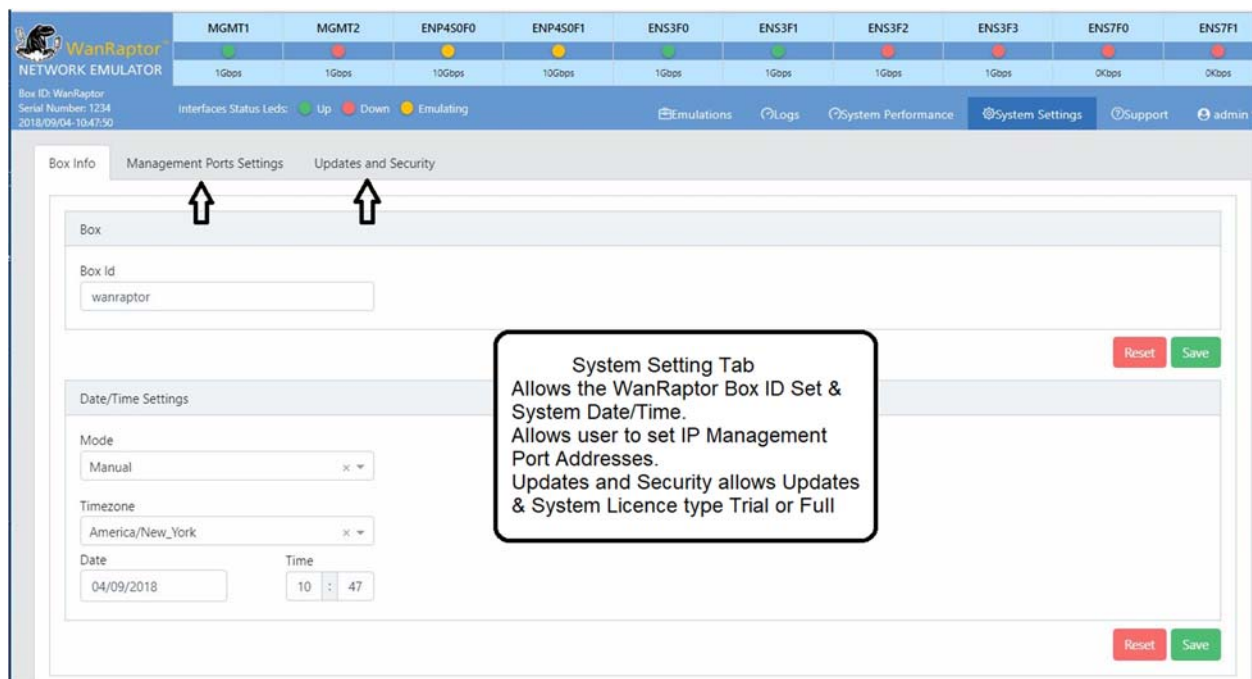 MGMT1 MGMT2 ENP4S0F0 ENP4S0F1 ENS3F0 ENS3F1 ENS3F2 ENS3F3 ENS7F0 ENS7F1
WanRaptor™
NETWORK EMULATOR
1Gbps 1Gbps 10Gbps 10Gbps 1Gbps 1Gbps 1Gbps 1Gbps 0Kbps 0Kbps
Box ID: WanRaptor
Serial Number: 1234
2018/09/04-10:47:50
Interfaces Status Leds: Up Down Emulating
Emulations Logs System Performance System Settings Support admin
Box Info Management Ports Settings Updates and Security
Box
Box Id
wanraptor
Reset Save
Date/Time Settings
Mode
Manual
Timezone
America/New_York
Date Time
04/09/2018 10 : 47
Reset Save
System Setting Tab
Allows the WanRaptor Box ID Set &
System Date/Time.
Allows user to set IP Management
Port Addresses.
Updates and Security allows Updates
& System Licence type Trial or Full